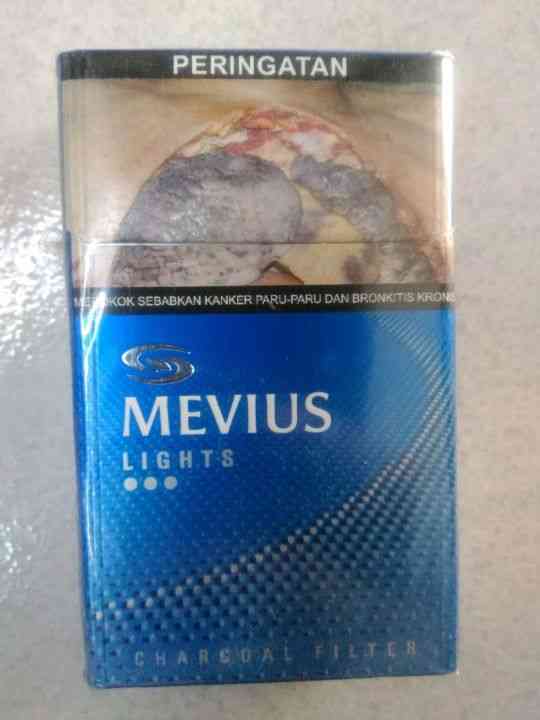 PERINGATAN
MEROKOK SEBABKAN KANKER PARU-PARU DAN BRONKITIS KRONIS
MEVIUS
LIGHTS
CHARCOAL FILTER